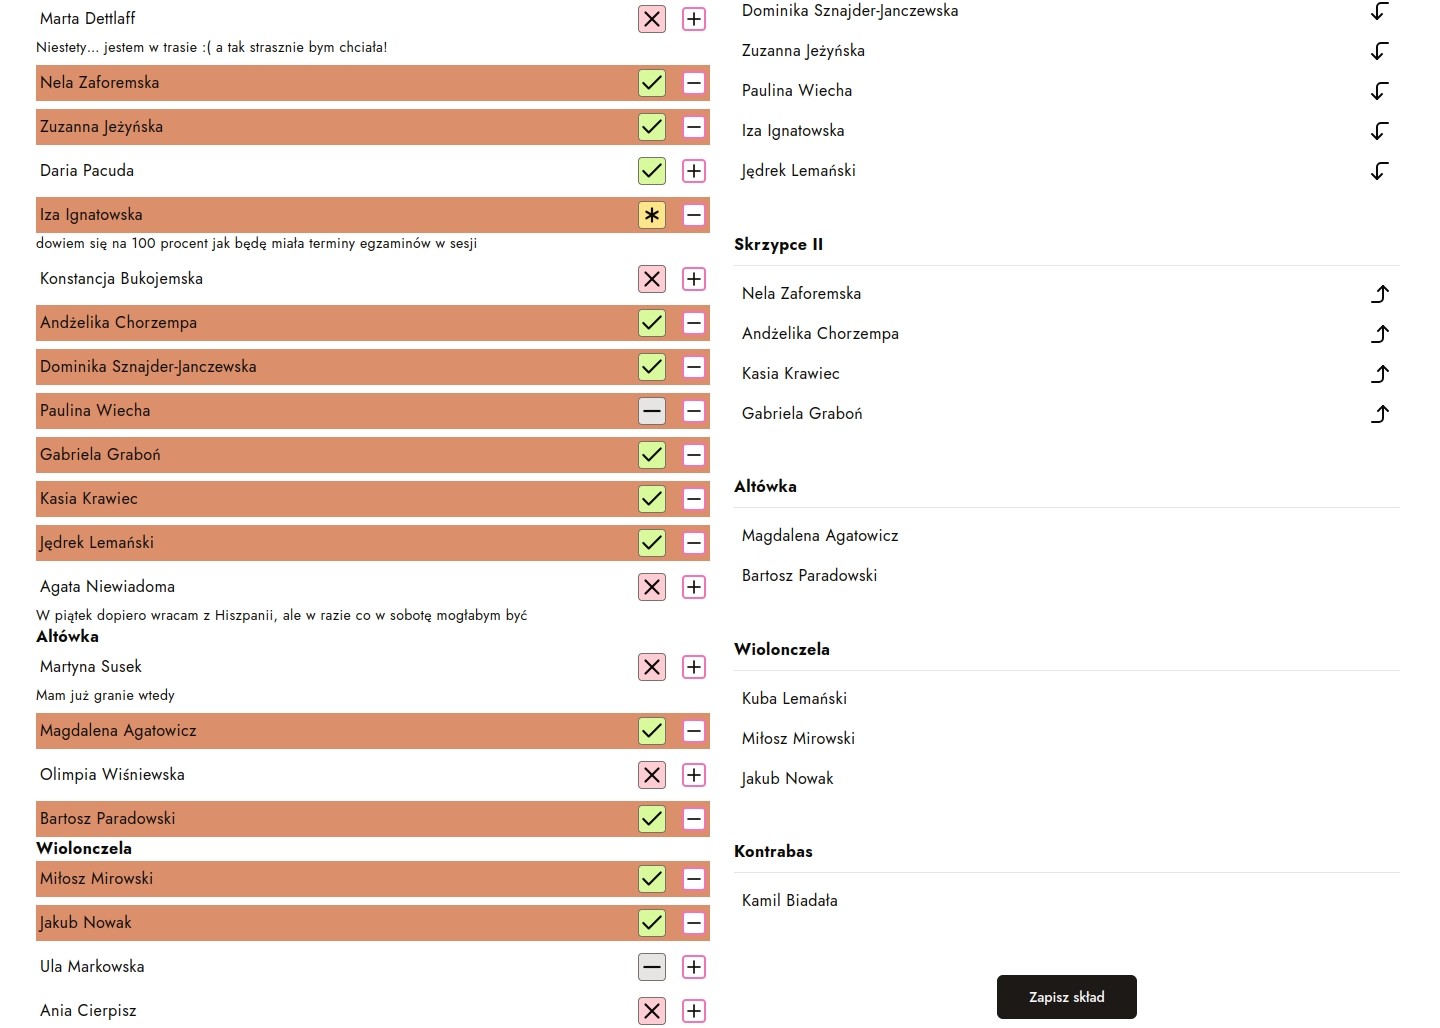 Marta Dettlaff
Niestety... jestem w trasie :( a tak strasznie bym chciała!
Nela Zaforemska
Zuzanna Jeżyńska
Daria Pacuda
Iza Ignatowska
dowiem się na 100 procent jak będę miała terminy egzaminów w sesji
Konstancja Bukojemska
Andżelika Chorzempa
Dominika Sznajder-Janczewska
Paulina Wiecha
Gabriela Graboń
Kasia Krawiec
Jędrek Lemański
Agata Niewiadoma
W piątek dopiero wracam z Hiszpanii, ale w razie co w sobotę mogłabym być
Altówka
Martyna Susek
Mam już granie wtedy
Magdalena Agatowicz
Olimpia Wiśniewska
Bartosz Paradowski
Wiolonczela
Miłosz Mirowski
Jakub Nowak
Ula Markowska
Ania Cierpisz
Dominika Sznajder-Janczewska
Zuzanna Jeżyńska
Paulina Wiecha
Iza Ignatowska
Jędrek Lemański
Skrzypce II
Nela Zaforemska
Andżelika Chorzempa
Kasia Krawiec
Gabriela Graboń
Altówka
Magdalena Agatowicz
Bartosz Paradowski
Wiolonczela
Kuba Lemański
Miłosz Mirowski
Jakub Nowak
Kontrabas
Kamil Biadała
Zapisz skład